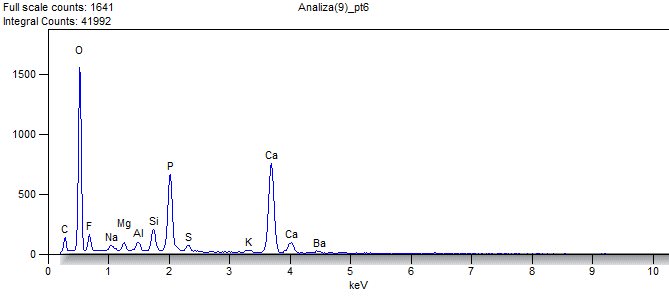 Full scale counts: 1641
Analiza(9)_pt6
Integral Counts: 41992
O
1500
1000
P
Ca
500
C
F
Na
Mg
Al
Si
S
K
Ca
Ba
0
0 1 2 3 4 5 6 7 8 9 10
keV